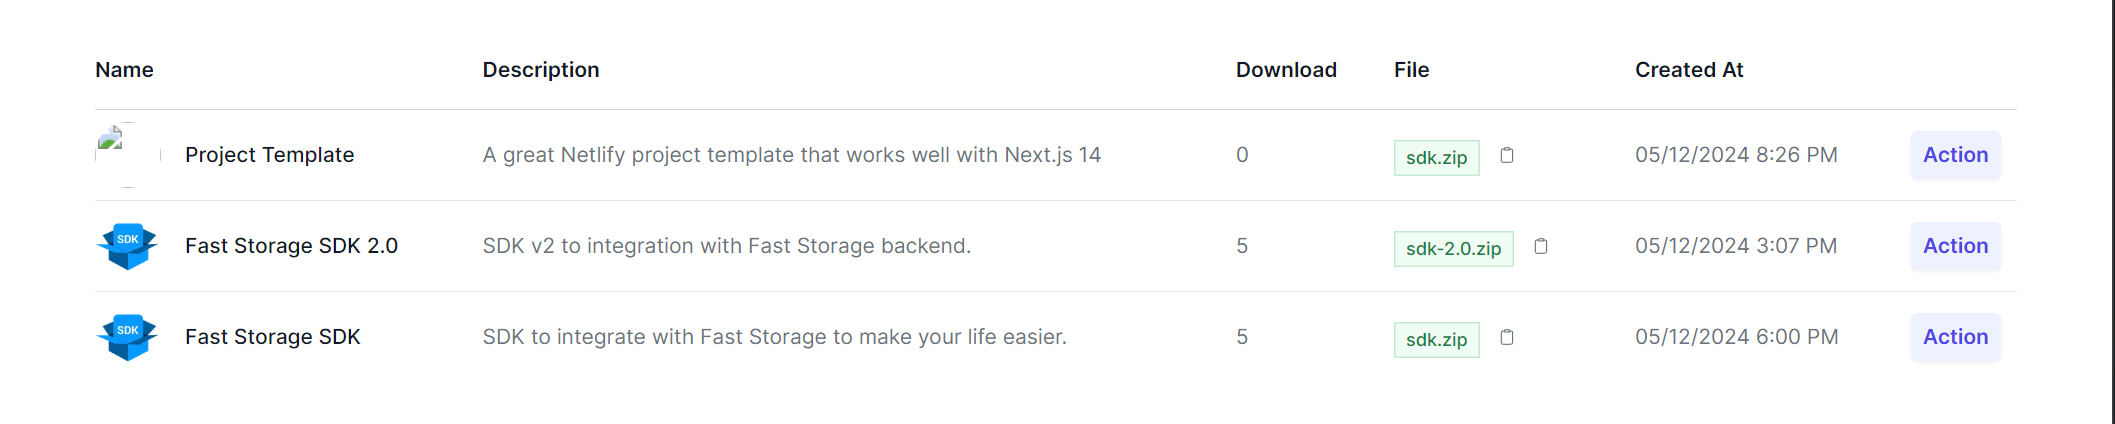 Name Description Download File Created At
Project Template A great Netlify project template that works well with Next.js 14 0 sdk.zip 05/12/2024 8:26 PM Action
SDK Fast Storage SDK 2.0 SDK v2 to integration with Fast Storage backend. 5 sdk-2.0.zip 05/12/2024 3:07 PM Action
SDK Fast Storage SDK SDK to integrate with Fast Storage to make your life easier. 5 sdk.zip 05/12/2024 6:00 PM Action